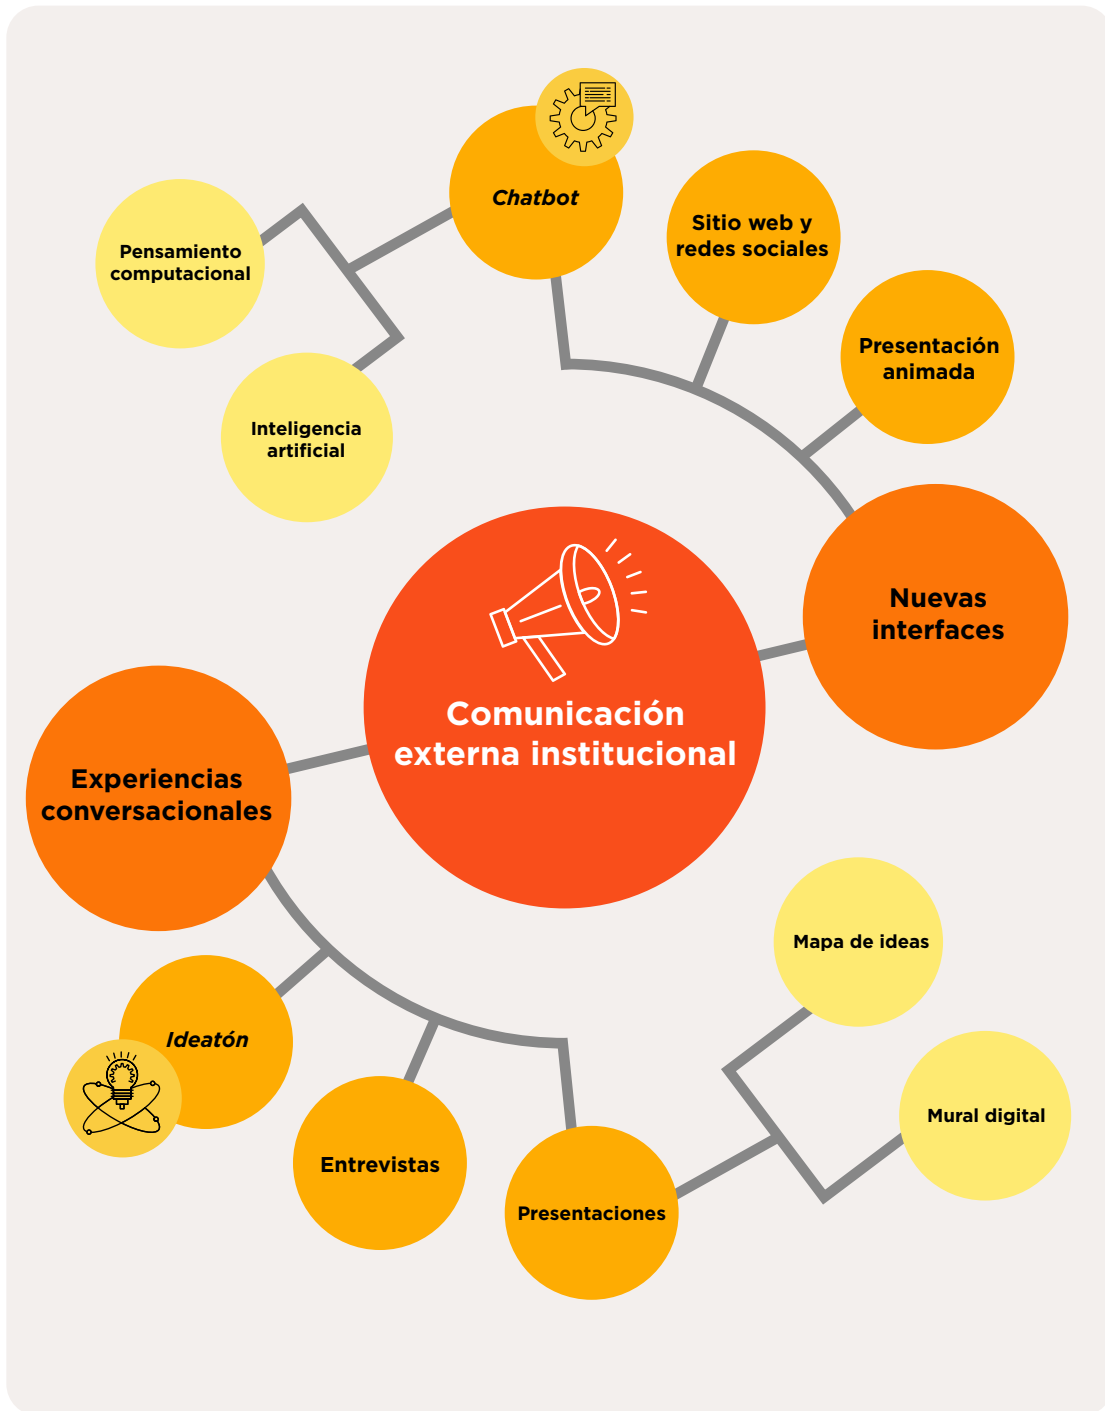 Chatbot
Sitio web y
redes sociales
Pensamiento
computacional
Presentación
animada
Inteligencia
artificial
Nuevas
interfaces
Comunicación
externa institucional
Experiencias
conversacionales
Mapa de ideas
Ideatón
Mural digital
Entrevistas
Presentaciones